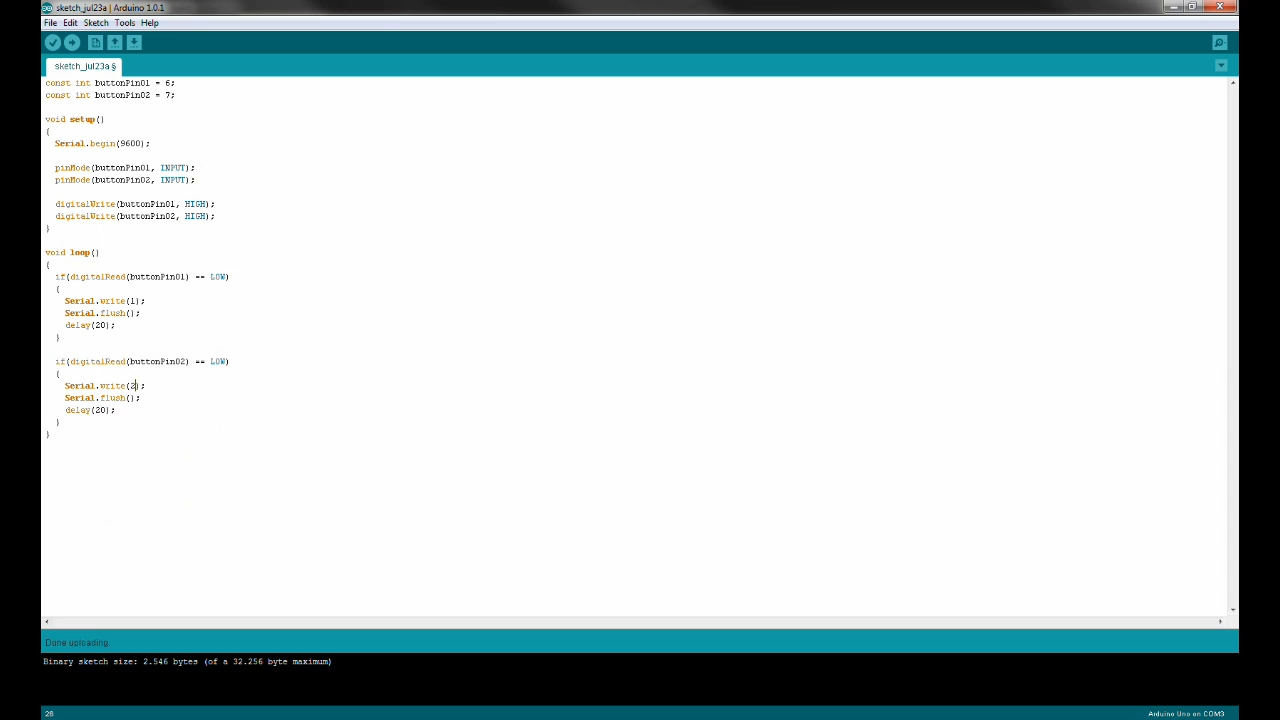 sketch_jul23a | Arduino 1.0.1
File Edit Sketch Tools Help
sketch_jul23a §
const int buttonPin01 = 6;
const int buttonPin02 = 7;
void setup()
{
Serial.begin(9600);
pinMode(buttonPin01, INPUT);
pinMode(buttonPin02, INPUT);
digitalWrite(buttonPin01, HIGH);
digitalWrite(buttonPin02, HIGH);
}
void loop()
{
if(digitalRead(buttonPin01) == LOW)
{
Serial.write(1);
Serial.flush();
delay(20);
}
if(digitalRead(buttonPin02) == LOW)
{
Serial.write(2);
Serial.flush();
delay(20);
}
}
Done uploading.
Binary sketch size: 2.546 bytes (of a 32.256 byte maximum)
26
Arduino Uno on COM3